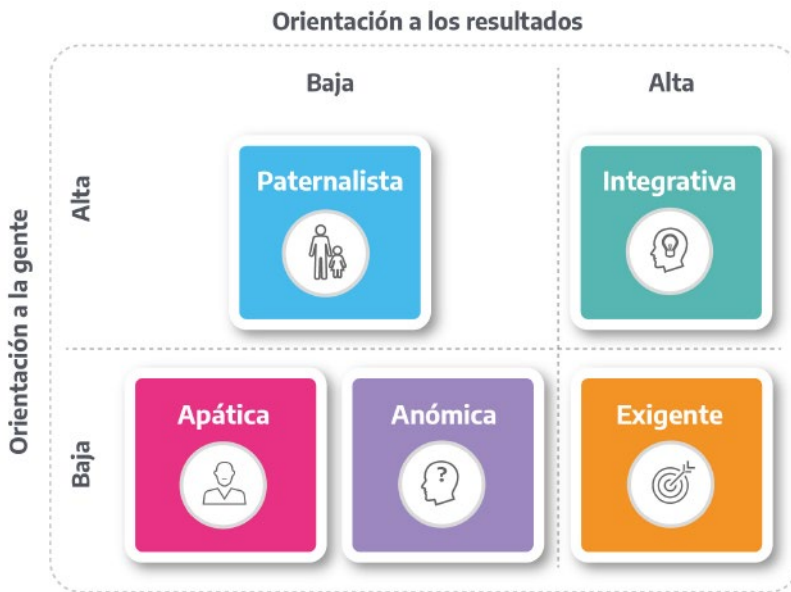 Orientación a los resultados
Baja
Alta
Orientación a la gente
Alta
Paternalista
Integrativa
Baja
Apática
Anómica
?
Exigente